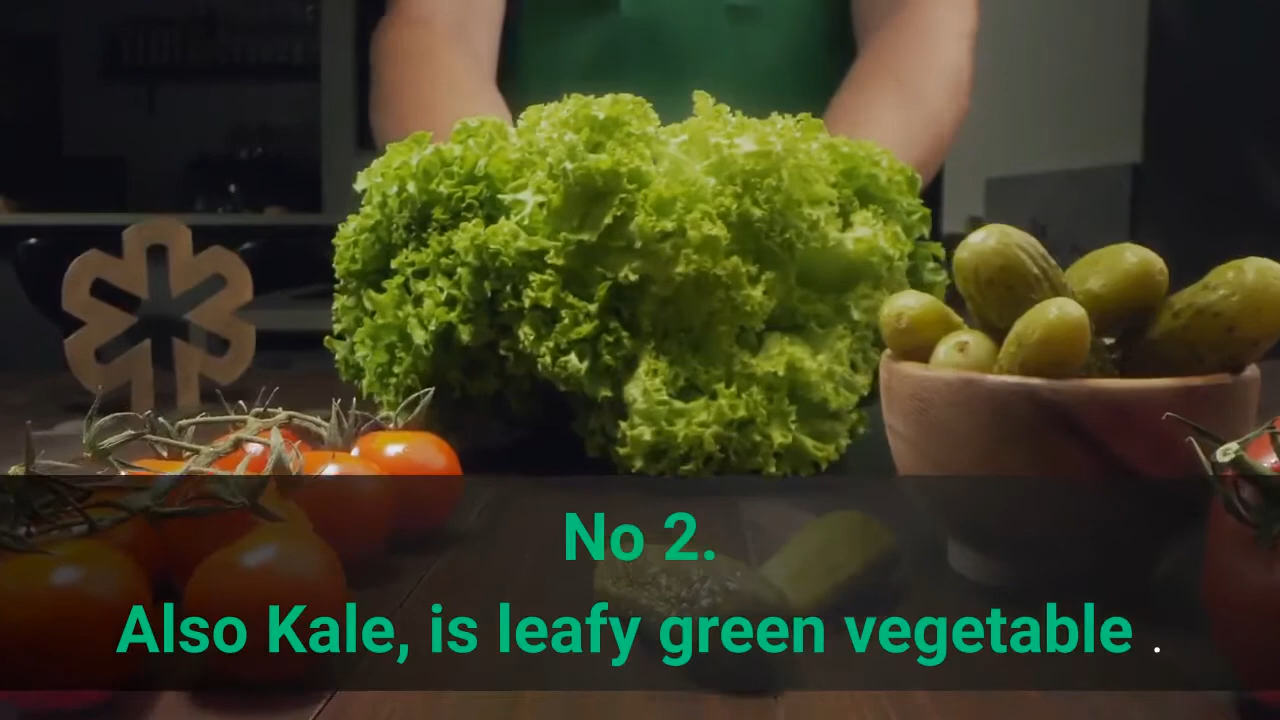 No 2.
Also Kale, is leafy green vegetable .